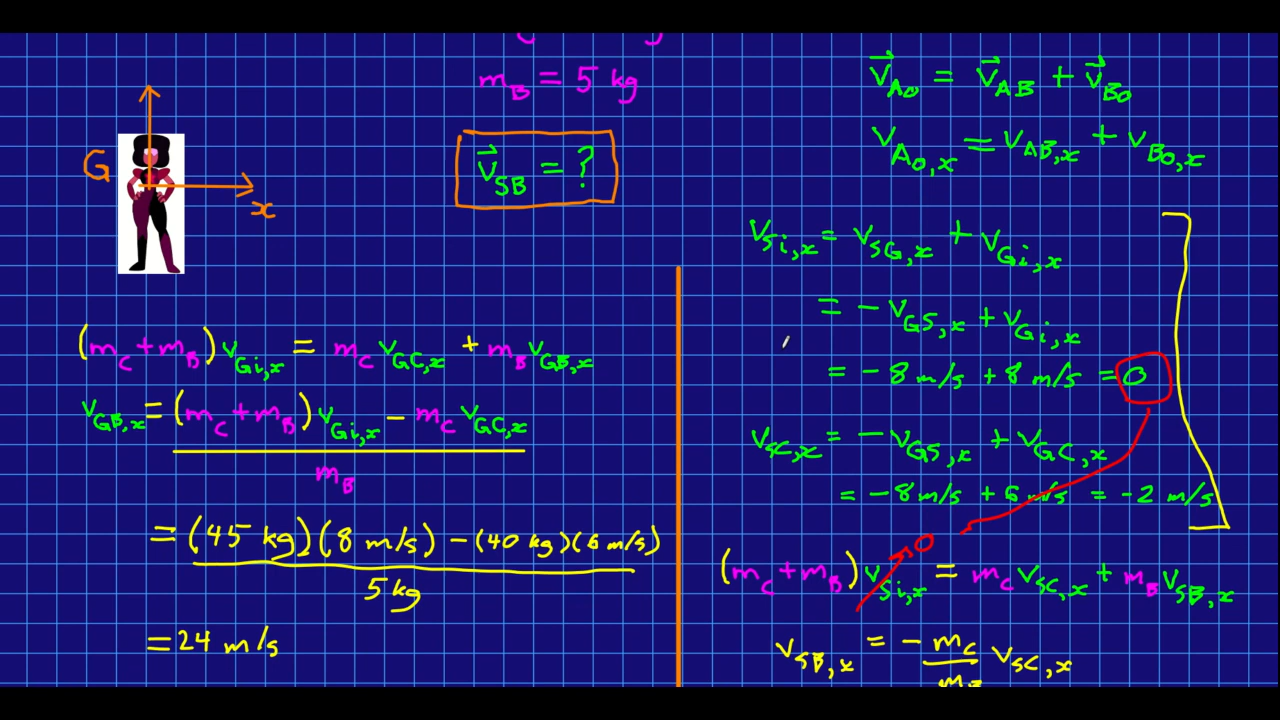 m_B = 5 kg
G
x
v⃗_SB = ?
(m_C + m_B) v_Gi,x = m_C v_GC,x + m_B v_GB,x
v_GB,x = (m_C + m_B) v_Gi,x − m_C v_GC,x
m_B
= (45 kg)(8 m/s) − (40 kg)(6 m/s)
5 kg
= 24 m/s
v⃗_AO = v⃗_AB + v⃗_BO
v_AO,x = v_AB,x + v_BO,x
v_Si,x = v_SG,x + v_Gi,x
= − v_GS,x + v_Gi,x
= − 8 m/s + 8 m/s = 0
v_SC,x = − v_GS,x + v_GC,x
= − 8 m/s + 6 m/s = − 2 m/s
0
(m_C + m_B) v_Si,x = m_C v_SC,x + m_B v_SB,x
v_SB,x = − m_C v_SC,x